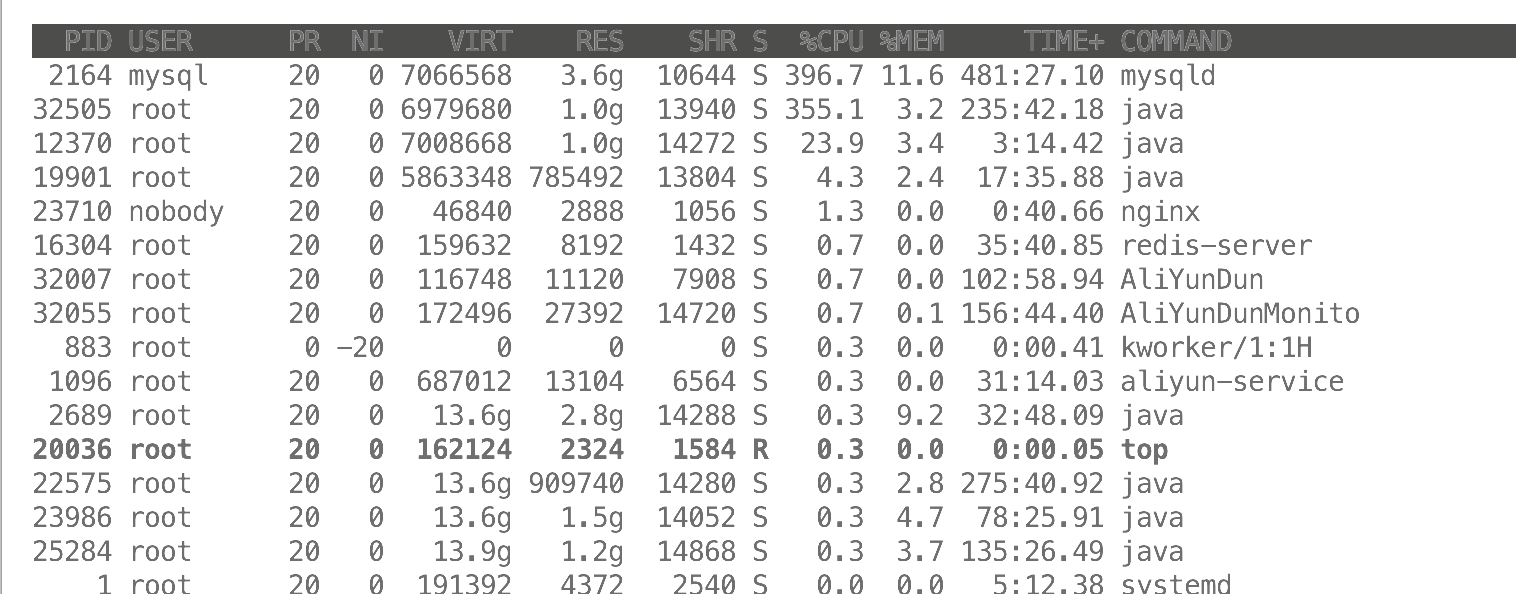 PID USER PR NI VIRT RES SHR S %CPU %MEM TIME+ COMMAND
2164 mysql 20 0 7066568 3.6g 10644 S 396.7 11.6 481:27.10 mysqld
32505 root 20 0 6979680 1.0g 13940 S 355.1 3.2 235:42.18 java
12370 root 20 0 7008668 1.0g 14272 S 23.9 3.4 3:14.42 java
19901 root 20 0 5863348 785492 13804 S 4.3 2.4 17:35.88 java
23710 nobody 20 0 46840 2888 1056 S 1.3 0.0 0:40.66 nginx
16304 root 20 0 159632 8192 1432 S 0.7 0.0 35:40.85 redis-server
32007 root 20 0 116748 11120 7908 S 0.7 0.0 102:58.94 AliYunDun
32055 root 20 0 172496 27392 14720 S 0.7 0.1 156:44.40 AliYunDunMonito
883 root 0 -20 0 0 0 S 0.3 0.0 0:00.41 kworker/1:1H
1096 root 20 0 687012 13104 6564 S 0.3 0.0 31:14.03 aliyun-service
2689 root 20 0 13.6g 2.8g 14288 S 0.3 9.2 32:48.09 java
20036 root 20 0 162124 2324 1584 R 0.3 0.0 0:00.05 top
22575 root 20 0 13.6g 909740 14280 S 0.3 2.8 275:40.92 java
23986 root 20 0 13.6g 1.5g 14052 S 0.3 4.7 78:25.91 java
25284 root 20 0 13.9g 1.2g 14868 S 0.3 3.7 135:26.49 java
1 root 20 0 191392 4372 2540 S 0.0 0.0 5:12.38 systemd